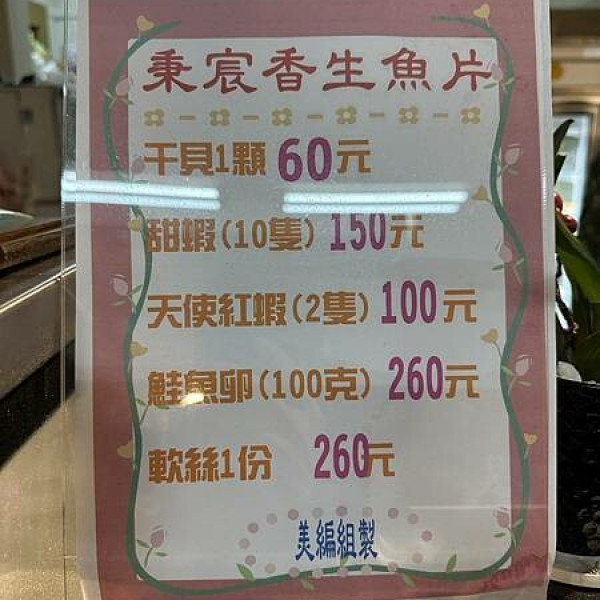 秉宸香生魚片
干貝1顆 60元
甜蝦(10隻) 150元
天使紅蝦(2隻) 100元
鮭魚卵(100克) 260元
軟絲1份 260元
美編組製